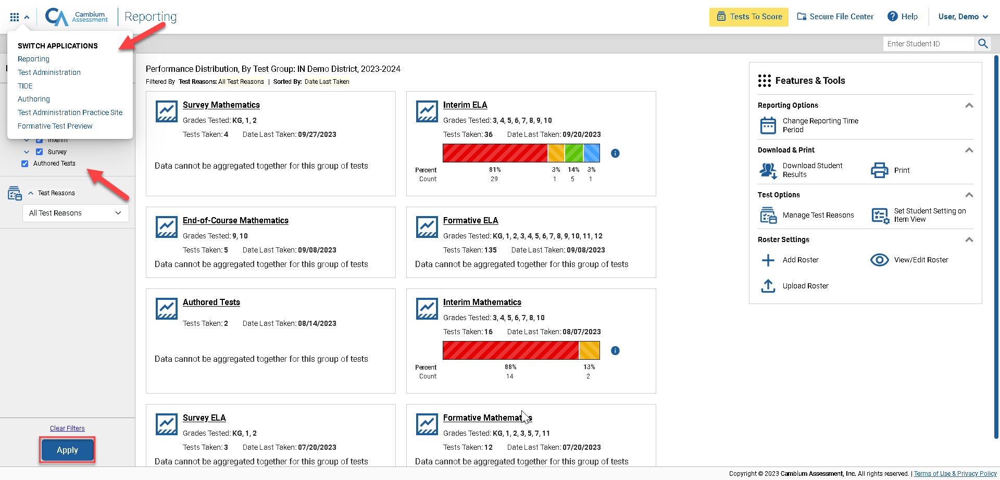 Cambium
Assessment
Reporting
Tests To Score
Secure File Center
Help
User, Demo
Enter Student ID
SWITCH APPLICATIONS
Reporting
Test Administration
TIDE
Authoring
Test Administration Practice Site
Formative Test Preview
Interim
Survey
Authored Tests
Test Reasons
All Test Reasons
Clear Filters
Apply
Performance Distribution, By Test Group: IN Demo District, 2023-2024
Filtered By Test Reasons: All Test Reasons | Sorted By: Date Last Taken
Survey Mathematics
Grades Tested: KG, 1, 2
Tests Taken: 4 Date Last Taken: 09/27/2023
Data cannot be aggregated together for this group of tests
Interim ELA
Grades Tested: 3, 4, 5, 6, 7, 8, 9, 10
Tests Taken: 36 Date Last Taken: 09/20/2023
Percent 81% 3% 14% 3%
Count 29 1 5 1
End-of-Course Mathematics
Grades Tested: 9, 10
Tests Taken: 5 Date Last Taken: 09/08/2023
Data cannot be aggregated together for this group of tests
Formative ELA
Grades Tested: KG, 1, 2, 3, 4, 5, 6, 7, 8, 9, 10, 11, 12
Tests Taken: 135 Date Last Taken: 09/08/2023
Data cannot be aggregated together for this group of tests
Authored Tests
Tests Taken: 2 Date Last Taken: 08/14/2023
Data cannot be aggregated together for this group of tests
Interim Mathematics
Grades Tested: 3, 4, 5, 6, 7, 8, 10
Tests Taken: 16 Date Last Taken: 08/07/2023
Percent 88% 13%
Count 14 2
Survey ELA
Grades Tested: KG, 1, 2
Tests Taken: 3 Date Last Taken: 07/20/2023
Data cannot be aggregated together for this group of tests
Formative Mathematics
Grades Tested: KG, 1, 2, 3, 5, 7, 11
Tests Taken: 12 Date Last Taken: 07/20/2023
Data cannot be aggregated together for this group of tests
Features & Tools
Reporting Options
Change Reporting Time
Period
Download & Print
Download Student
Results
Print
Test Options
Manage Test Reasons
Set Student Setting on
Item View
Roster Settings
Add Roster
View/Edit Roster
Upload Roster
Copyright © 2023 Cambium Assessment, Inc. All rights reserved. | Terms of Use & Privacy Policy